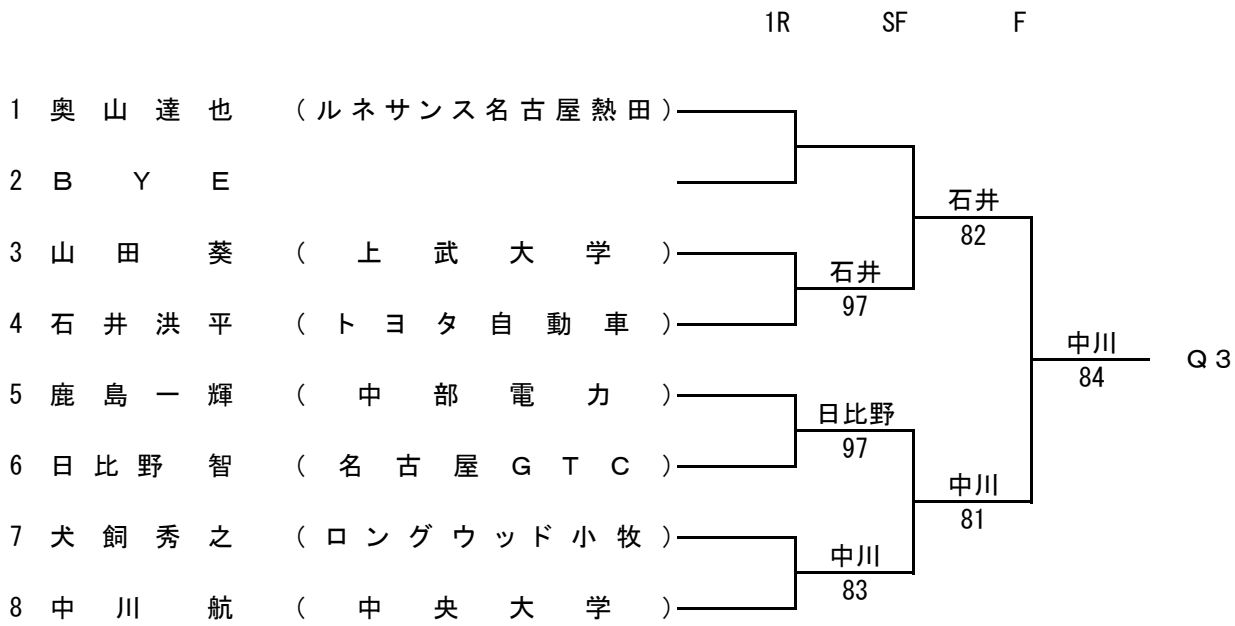 1R SF F
1 奥山達也 (ルネサンス名古屋熱田)
2 ＢＹＥ
石井
82
3 山田葵 (上武大学)
石井
97
4 石井洪平 (トヨタ自動車)
中川
84
Ｑ３
5 鹿島一輝 (中部電力)
日比野
97
6 日比野智 (名古屋ＧＴＣ)
中川
81
7 犬飼秀之 (ロングウッド小牧)
中川
83
8 中川航 (中央大学)